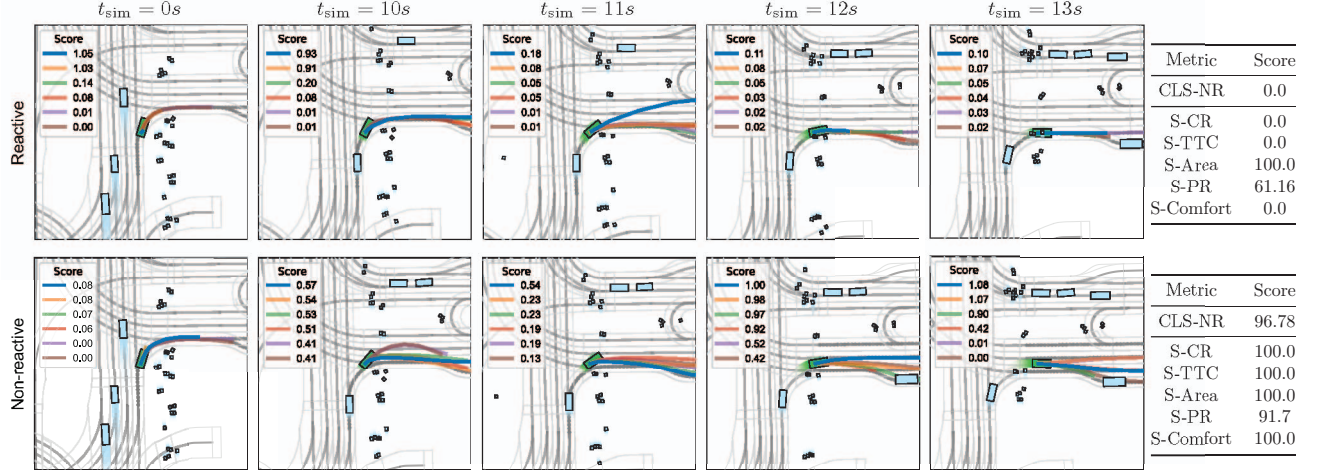 t_sim = 0s
t_sim = 10s
t_sim = 11s
t_sim = 12s
t_sim = 13s
Reactive
Score
1.05
1.03
0.14
0.08
0.01
0.00
Score
0.93
0.91
0.20
0.08
0.01
0.01
Score
0.18
0.08
0.05
0.05
0.01
0.01
Score
0.11
0.08
0.06
0.03
0.02
0.02
Score
0.10
0.07
0.05
0.04
0.03
0.02
Metric Score
CLS-NR 0.0
S-CR 0.0
S-TTC 0.0
S-Area 100.0
S-PR 61.16
S-Comfort 0.0
Non-reactive
Score
0.08
0.08
0.07
0.06
0.00
0.00
Score
0.57
0.54
0.53
0.51
0.41
0.41
Score
0.54
0.23
0.23
0.19
0.19
0.13
Score
1.00
0.98
0.97
0.92
0.52
0.42
Score
1.08
1.07
0.90
0.42
0.01
0.00
Metric Score
CLS-NR 96.78
S-CR 100.0
S-TTC 100.0
S-Area 100.0
S-PR 91.7
S-Comfort 100.0